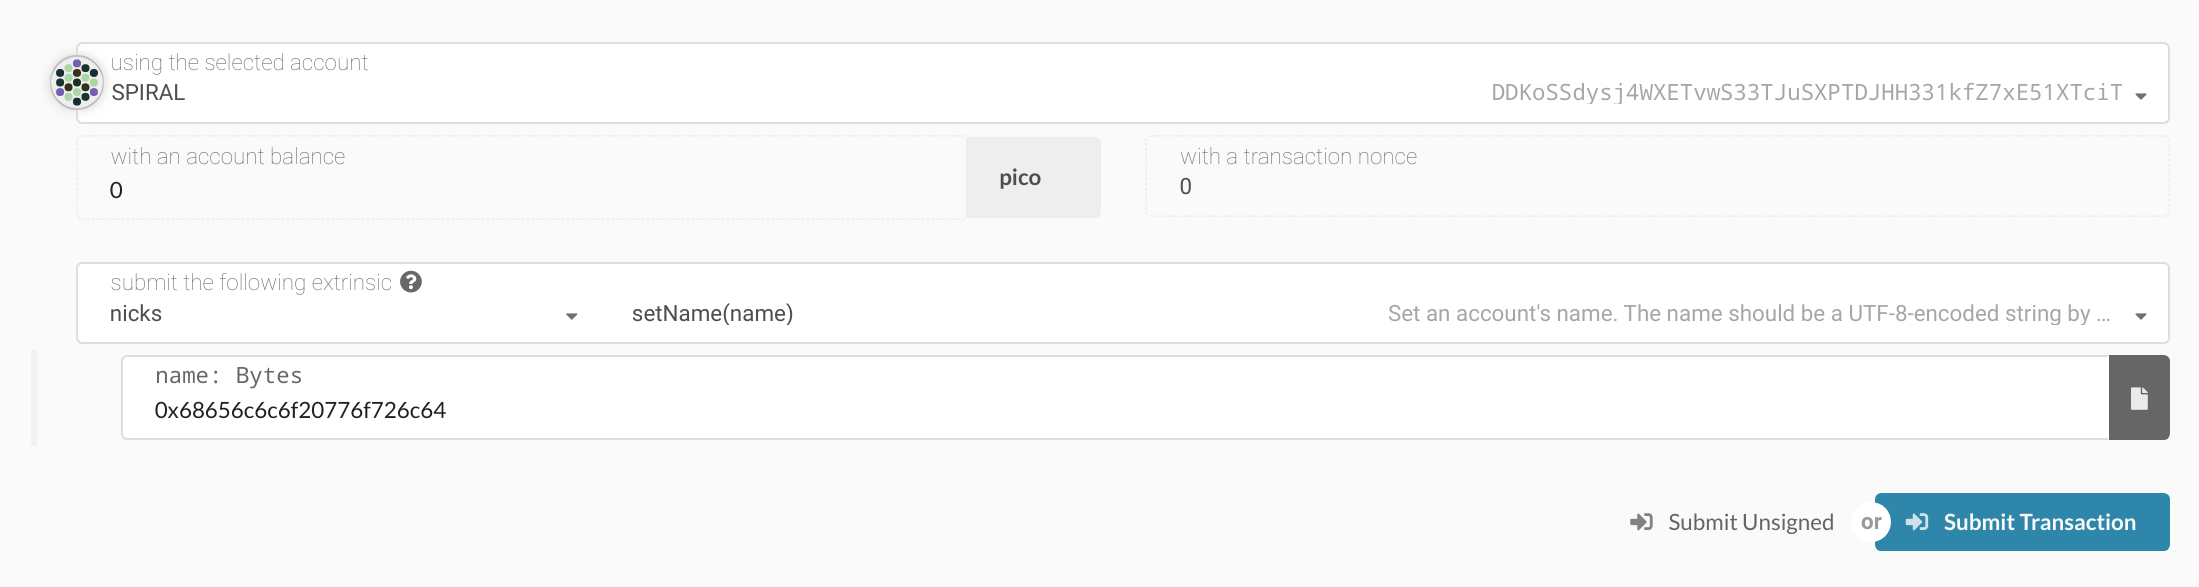 using the selected account
SPIRAL
DDKoSSdysj4WXETvwS33TJuSXPTDJHH331kfZ7xE51XTciT
with an account balance
0
pico
with a transaction nonce
0
submit the following extrinsic ?
nicks
setName(name)
Set an account's name. The name should be a UTF-8-encoded string by ...
name: Bytes
0x68656c6c6f20776f726c64
Submit Unsigned
or
Submit Transaction